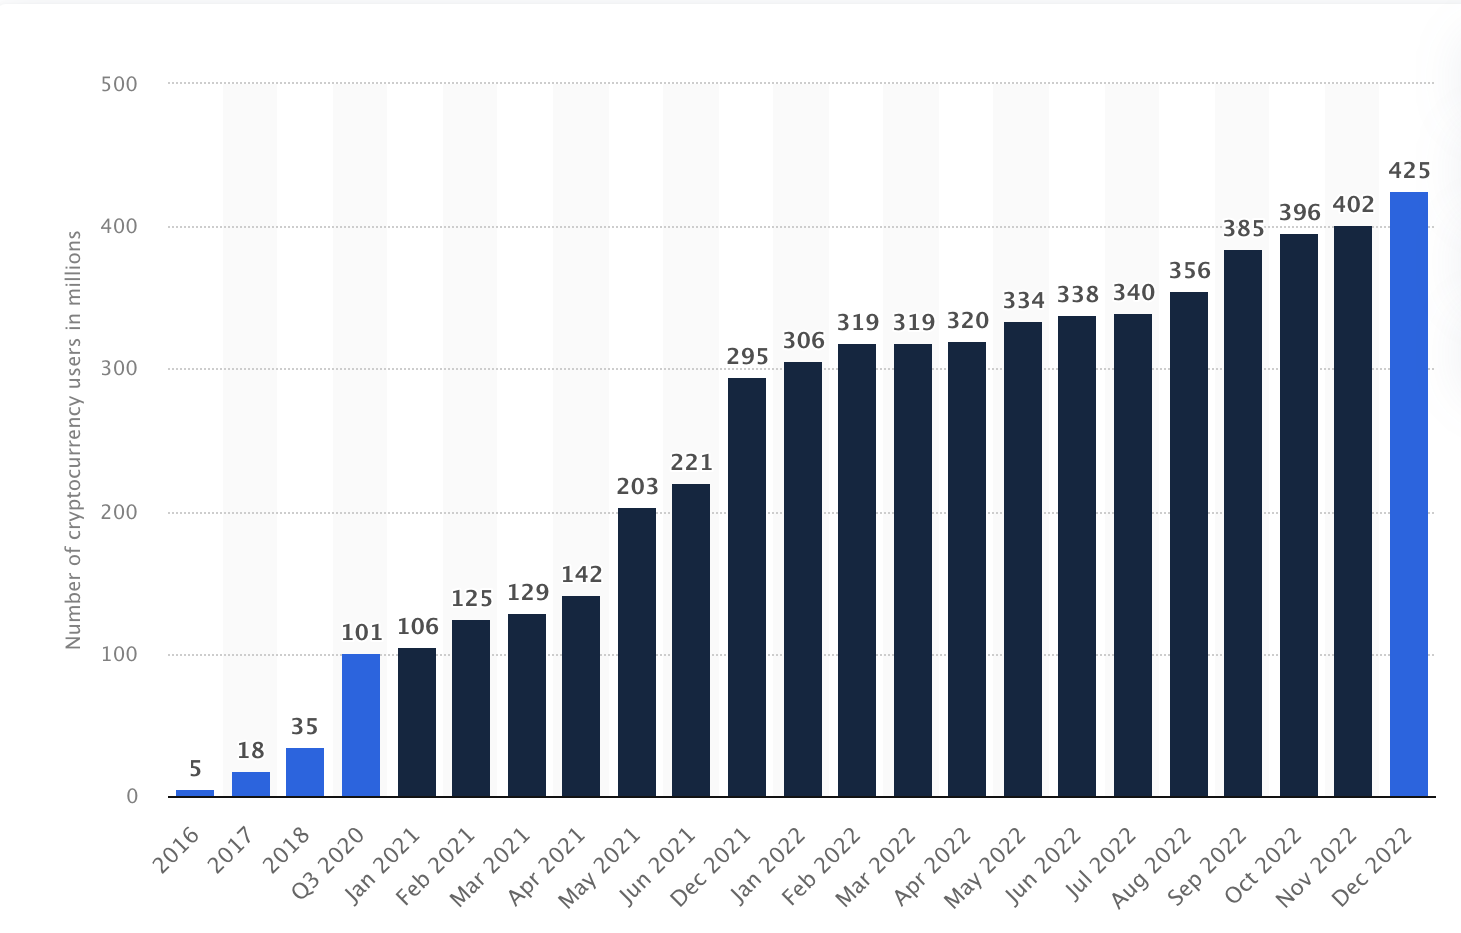 Number of cryptocurrency users in millions
500
400
300
200
100
0
5
18
35
101
106
125
129
142
203
221
295
306
319
319
320
334
338
340
356
385
396
402
425
2016
2017
2018
Q3 2020
Jan 2021
Feb 2021
Mar 2021
Apr 2021
May 2021
Jun 2021
Dec 2021
Jan 2022
Feb 2022
Mar 2022
Apr 2022
May 2022
Jun 2022
Jul 2022
Aug 2022
Sep 2022
Oct 2022
Nov 2022
Dec 2022